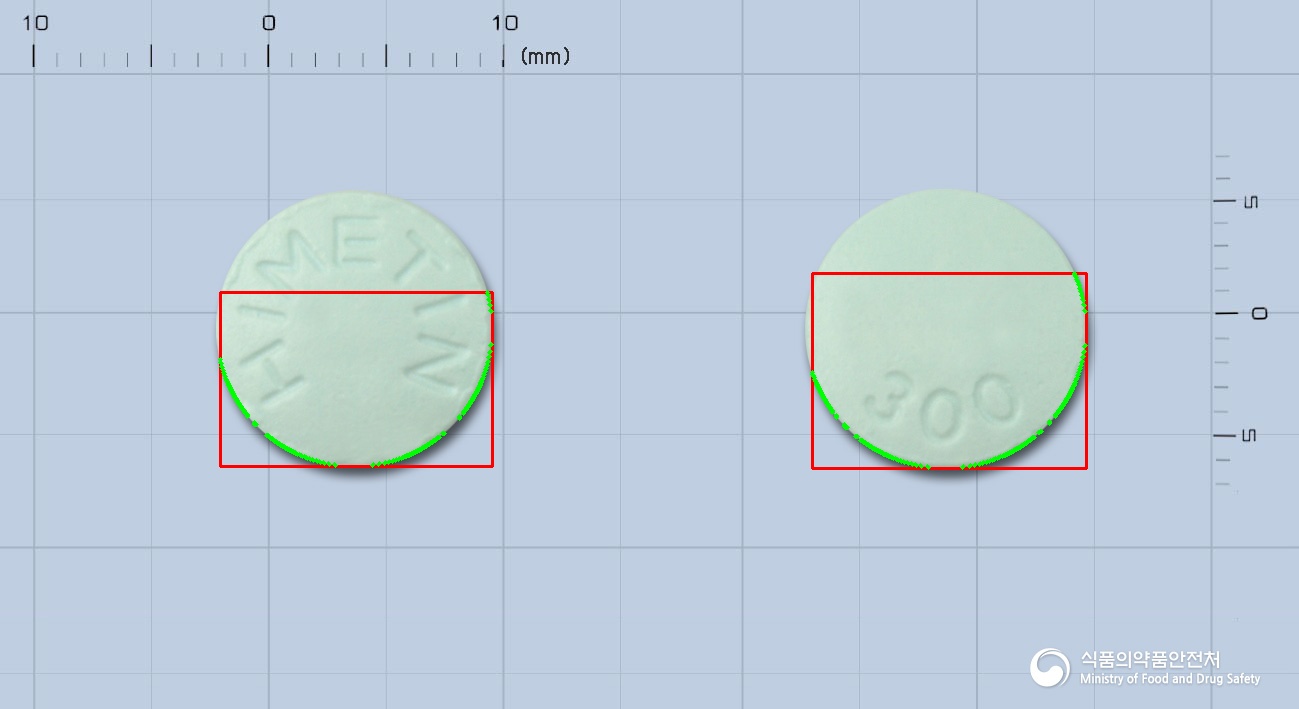 10 0 10
(mm)
HIMETIN
300
5
0
5
식품의약품안전처
Ministry of Food and Drug Safety